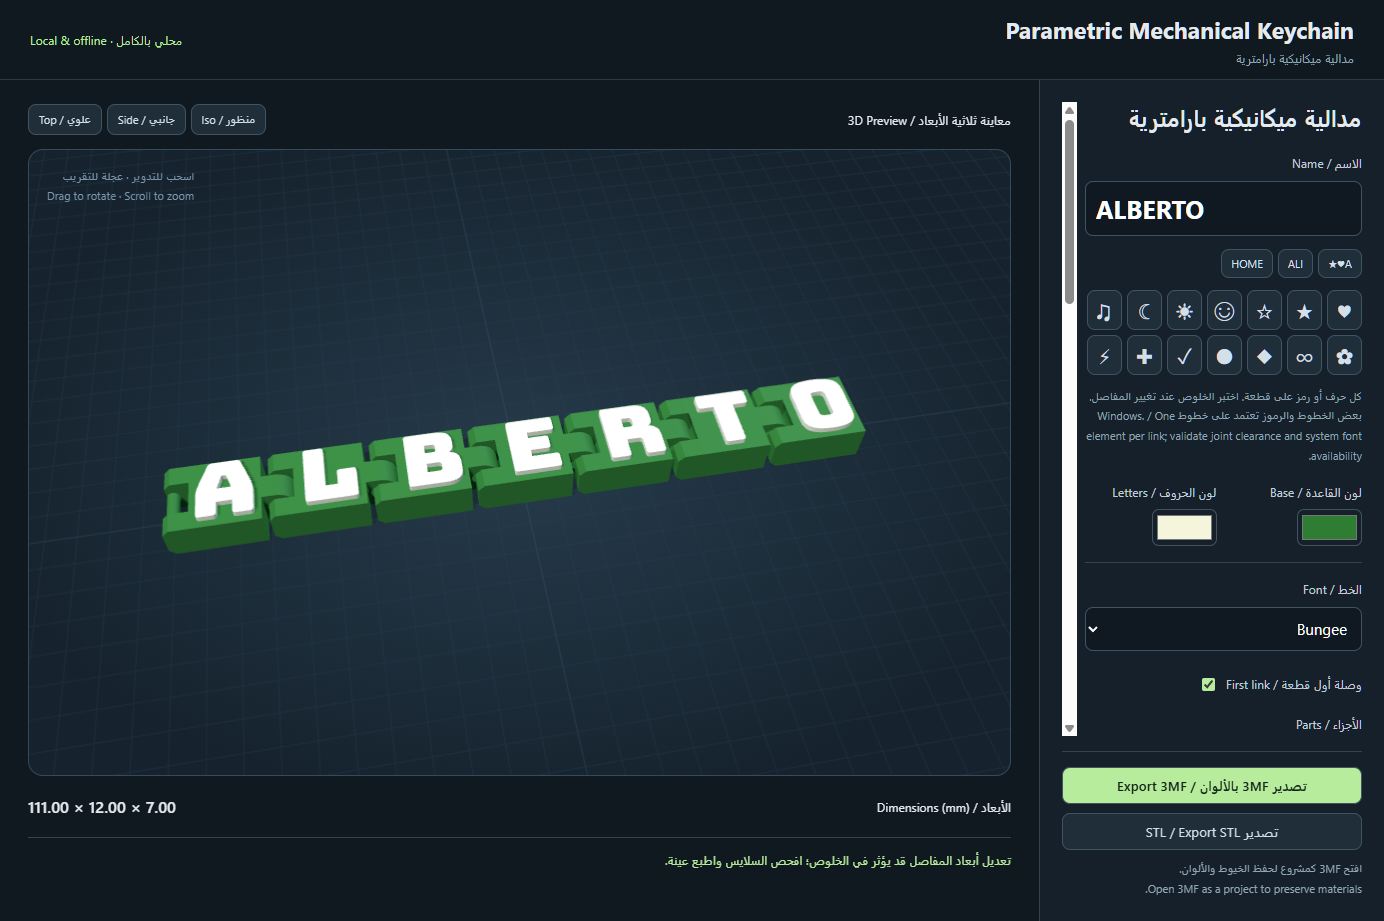 Parametric Mechanical Keychain
مدالية ميكانيكية بارامترية
Local & offline · محلي بالكامل
مدالية ميكانيكية بارامترية
الاسم / Name
ALBERTO
HOME
ALI
★♥A
♫ ☾ ☀ ☺ ☆ ★ ♥
⚡ ✚ ✓ ● ◆ ∞ ✿
كل حرف أو رمز على قطعة. اختبر الخلوص عند تغيير المفاصل.
بعض الخطوط والرموز تعتمد على خطوط Windows. / One
element per link; validate joint clearance and system font
availability.
لون القاعدة / Base
لون الحروف / Letters
الخط / Font
Bungee
وصلة أول قطعة / First link
الأجزاء / Parts
تصدير 3MF بالألوان / Export 3MF
تصدير STL / Export STL
افتح 3MF كمشروع لحفظ الخيوط والألوان.
Open 3MF as a project to preserve materials.
معاينة ثلاثية الأبعاد / 3D Preview
منظور / Iso
جانبي / Side
علوي / Top
اسحب للتدوير · عجلة للتقريب
Drag to rotate · Scroll to zoom
ALBERTO
الأبعاد / Dimensions (mm)
111.00 × 12.00 × 7.00
تعديل أبعاد المفاصل قد يؤثر في الخلوص؛ افحص السلايس واطبع عينة.